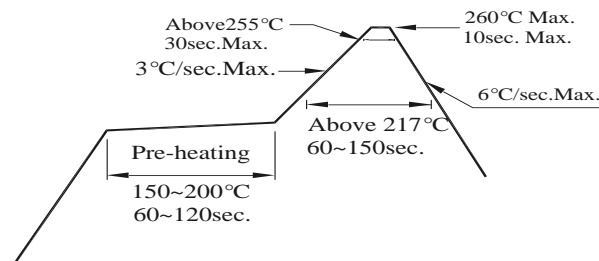 Above255°C
30sec.Max.
260°C Max.
10sec. Max.
3°C/sec.Max.
6°C/sec.Max.
Above 217°C
60~150sec.
Pre-heating
150~200°C
60~120sec.